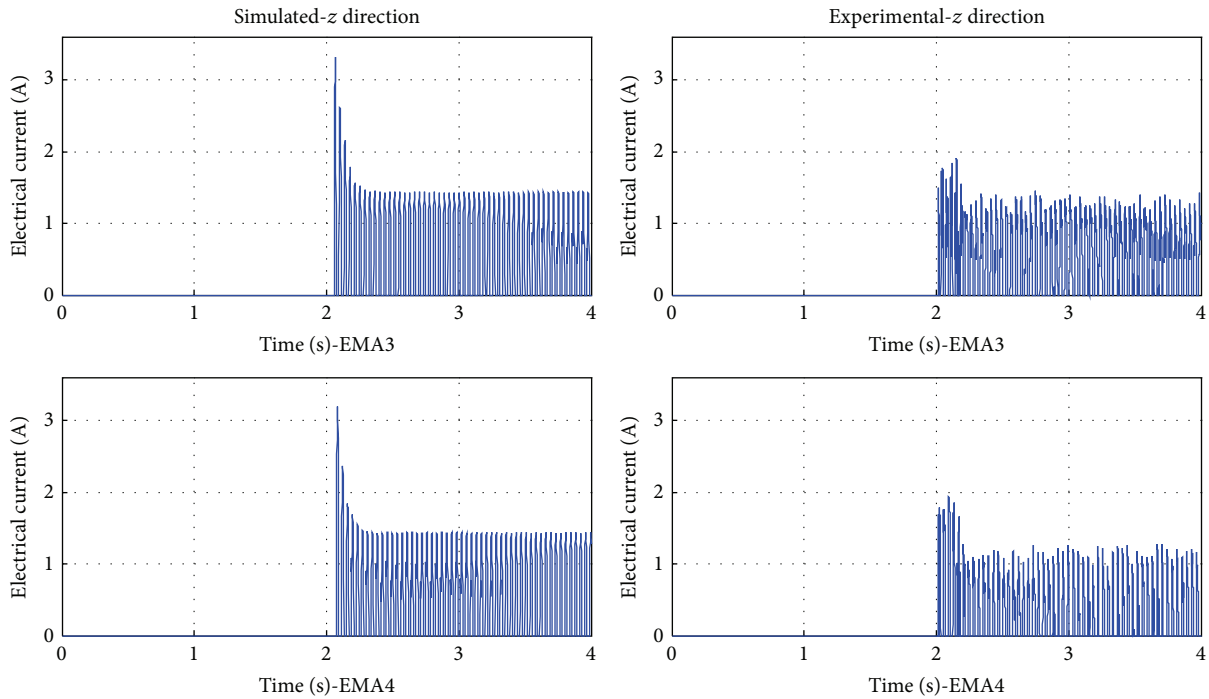 Simulated-z direction
Experimental-z direction
Electrical current (A)
3
2
1
0
0 1 2 3 4
Time (s)-EMA3
Electrical current (A)
3
2
1
0
0 1 2 3 4
Time (s)-EMA3
Electrical current (A)
3
2
1
0
0 1 2 3 4
Time (s)-EMA4
Electrical current (A)
3
2
1
0
0 1 2 3 4
Time (s)-EMA4